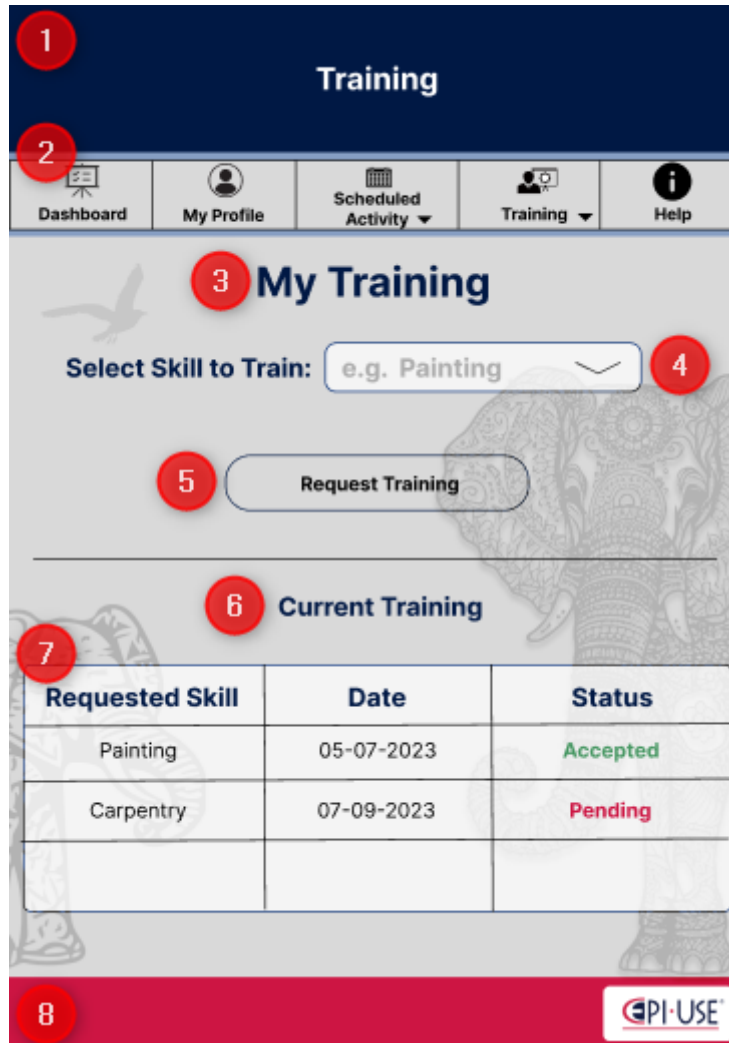 1
Training
2
Dashboard
My Profile
Scheduled
Activity
Training
Help
3
My Training
Select Skill to Train:
e.g. Painting
4
5
Request Training
6
Current Training
7
Requested Skill Date Status
Painting 05-07-2023 Accepted
Carpentry 07-09-2023 Pending
8
EPI·USE